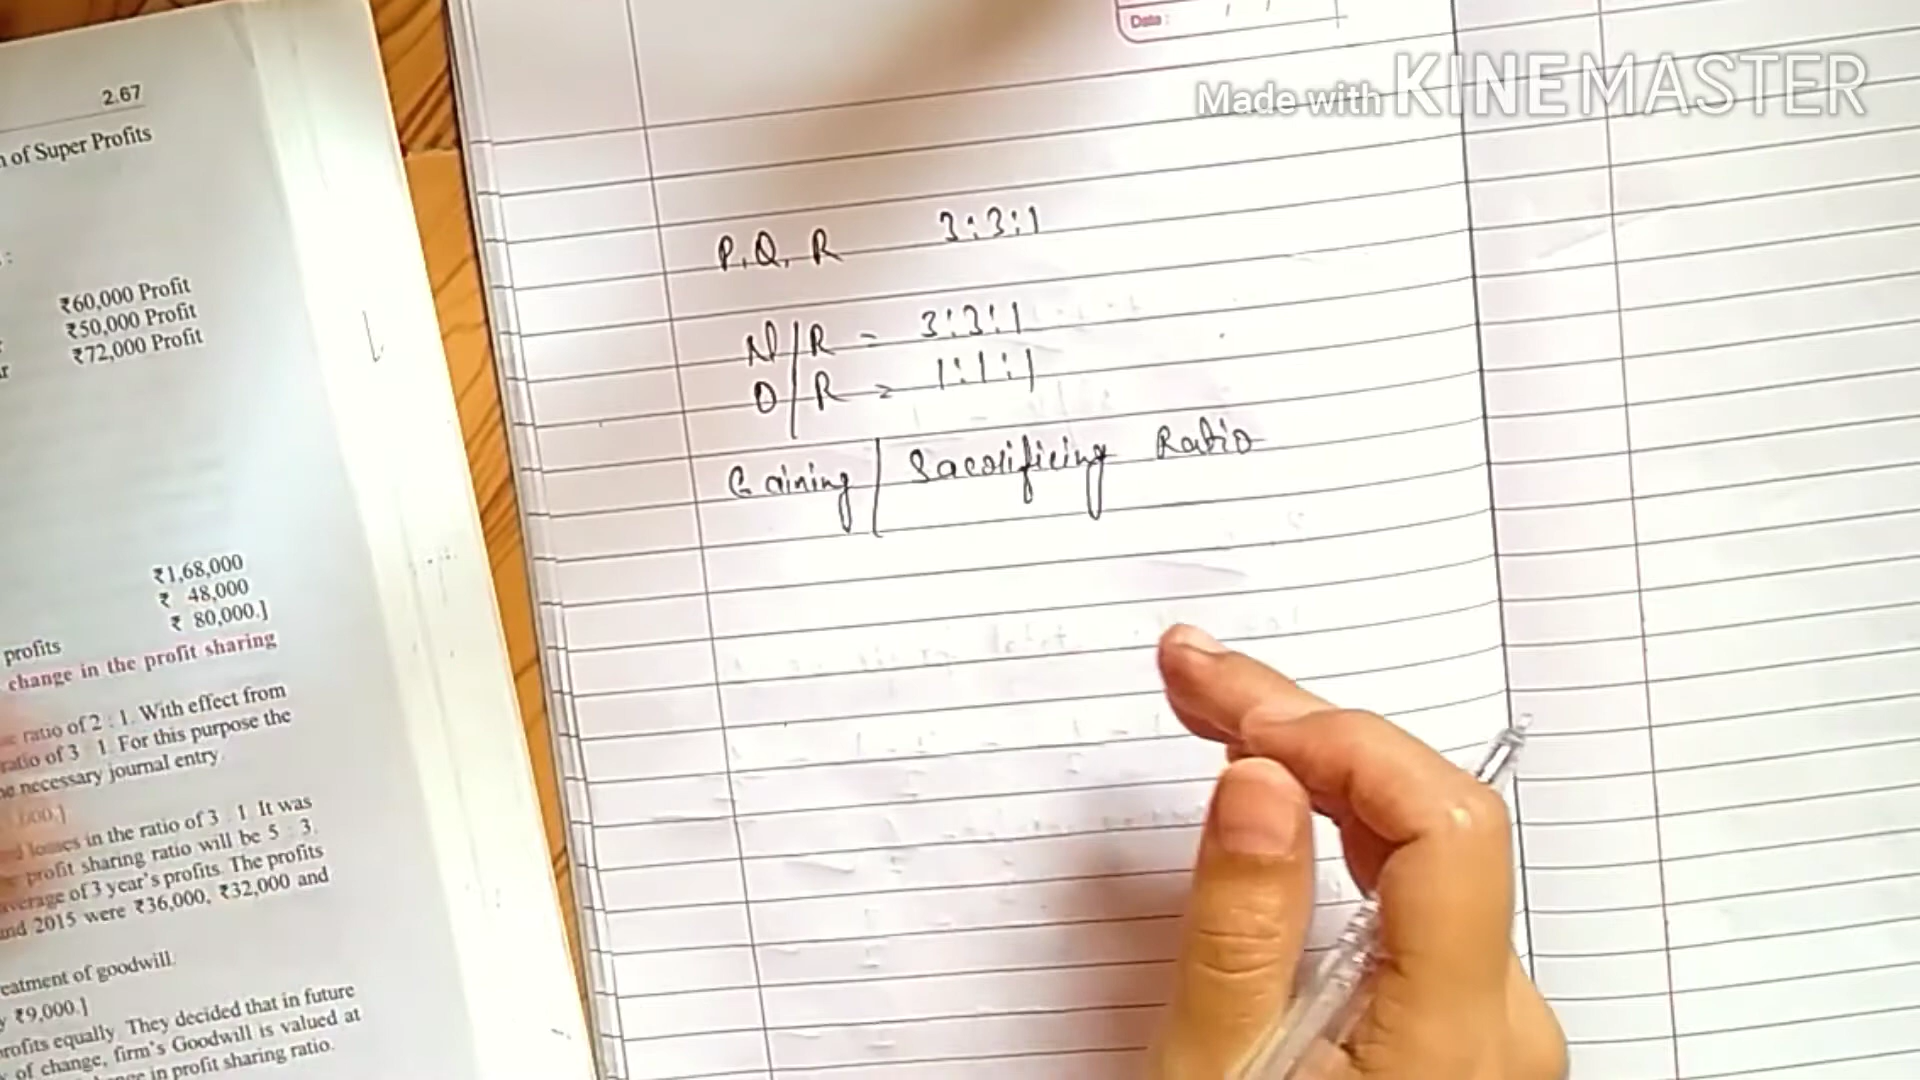 2.67
of Super Profits
:
₹60,000 Profit
₹50,000 Profit
₹72,000 Profit
₹1,68,000
₹ 48,000
₹ 80,000.]
profits
change in the profit sharing
ratio of 2 : 1. With effect from
ratio of 3 : 1. For this purpose the
necessary journal entry.
000.]
losses in the ratio of 3 : 1. It was
profit sharing ratio will be 5 : 3.
average of 3 year's profits. The profits
and 2015 were ₹36,000, ₹32,000 and
eatment of goodwill.
₹9,000.]
rofits equally. They decided that in future
of change, firm's Goodwill is valued at
in profit sharing ratio.
Date : / /
Made with KINEMASTER
P, Q, R 3:3:1
N/R = 3:3:1
O/R = 1:1:1
Gaining / Sacrificing Ratio